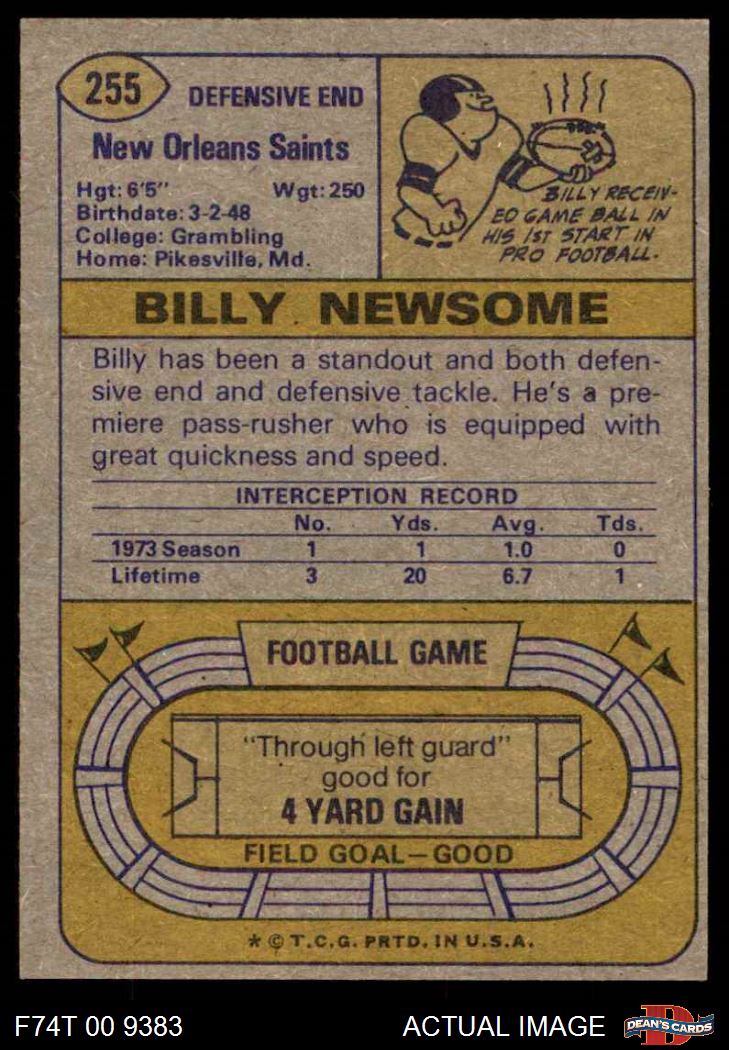 255
DEFENSIVE END
New Orleans Saints
Hgt: 6'5" Wgt: 250
Birthdate: 3-2-48
College: Grambling
Home: Pikesville, Md.
BILLY RECEIV-
ED GAME BALL IN
HIS 1ST START IN
PRO FOOTBALL.
BILLY NEWSOME
Billy has been a standout and both defen-
sive end and defensive tackle. He's a pre-
miere pass-rusher who is equipped with
great quickness and speed.
INTERCEPTION RECORD
No. Yds. Avg. Tds.
1973 Season 1 1 1.0 0
Lifetime 3 20 6.7 1
FOOTBALL GAME
"Through left guard"
good for
4 YARD GAIN
FIELD GOAL—GOOD
* © T.C.G. PRTD. IN U.S.A.
F74T 00 9383 ACTUAL IMAGE
D
DEAN'S CARDS